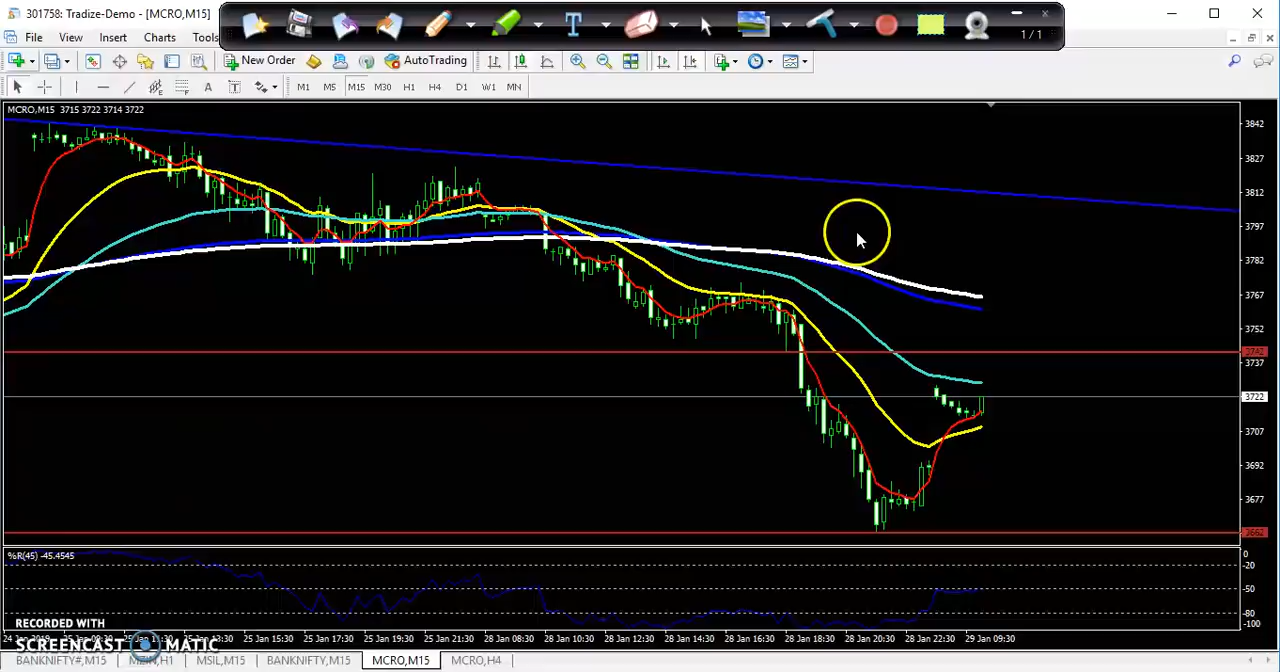 301758: Tradize-Demo - [MCRO,M15]
1 / 1
File View Insert Charts Tools
New Order AutoTrading
A T M1 M5 M15 M30 H1 H4 D1 W1 MN
MCRO,M15 3715 3722 3714 3722
3842
3827
3812
3797
3782
3767
3752
3737
3722
3707
3692
3677
3662
%R(45) -45.4545
0
-20
-50
-80
-100
RECORDED WITH
SCREENCAST MATIC
25 Jan 15:30 25 Jan 17:30 25 Jan 19:30 25 Jan 21:30 28 Jan 08:30 28 Jan 10:30 28 Jan 12:30 28 Jan 14:30 28 Jan 16:30 28 Jan 18:30 28 Jan 20:30 28 Jan 22:30 29 Jan 09:30
BANKNIFTY#,M15 MSIL,M15 BANKNIFTY,M15 MCRO,M15 MCRO,H4